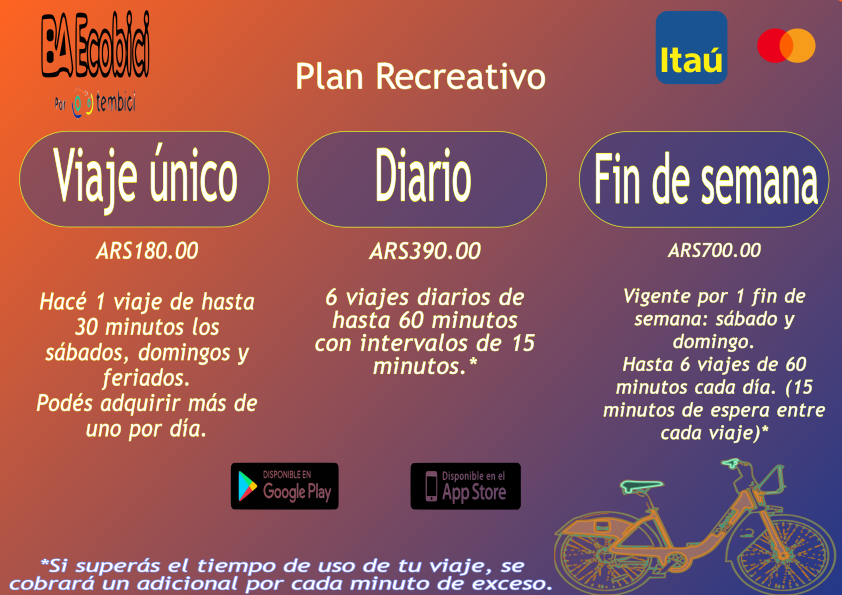 BA Ecobici
Por tembici
Plan Recreativo
Itaú
Viaje único
Diario
Fin de semana
ARS180.00
ARS390.00
ARS700.00
Hacé 1 viaje de hasta
30 minutos los
sábados, domingos y
feriados.
Podés adquirir más de
uno por día.
6 viajes diarios de
hasta 60 minutos
con intervalos de 15
minutos.*
Vigente por 1 fin de
semana: sábado y
domingo.
Hasta 6 viajes de 60
minutos cada día. (15
minutos de espera entre
cada viaje)*
DISPONIBLE EN
Google Play
Disponible en el
App Store
*Si superás el tiempo de uso de tu viaje, se
cobrará un adicional por cada minuto de exceso.